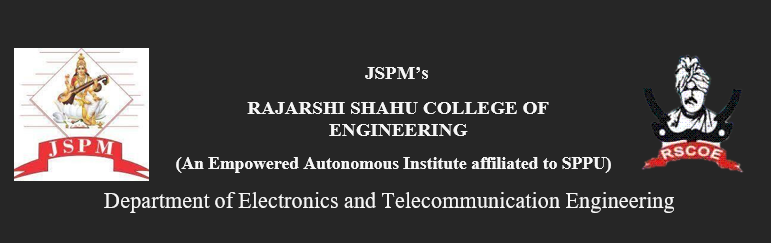 JSPM’s
RAJARSHI SHAHU COLLEGE OF
ENGINEERING
(An Empowered Autonomous Institute affiliated to SPPU)
Department of Electronics and Telecommunication Engineering
JSPM
RSCOE